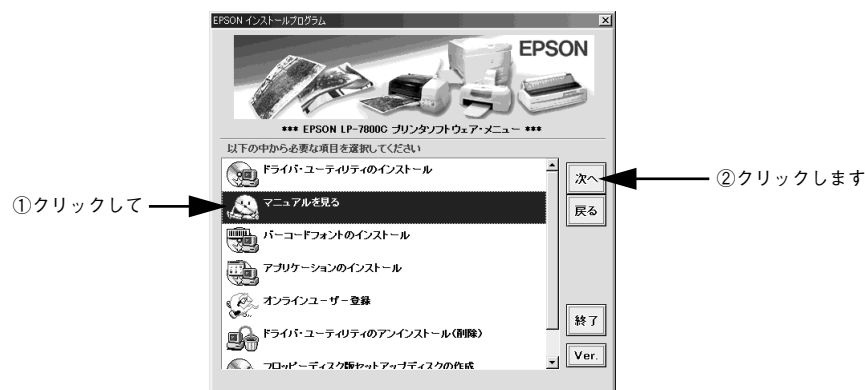 EPSON インストールプログラム
EPSON
*** EPSON LP-7800C プリンタソフトウェア・メニュー ***
以下の中から必要な項目を選択してください
ドライバ・ユーティリティのインストール
次へ
②クリックします
①クリックして
マニュアルを見る
戻る
バーコードフォントのインストール
アプリケーションのインストール
オンラインユーザー登録
終了
ドライバ・ユーティリティのアンインストール(削除)
Ver.
フロッピーディスク版セットアップディスクの作成